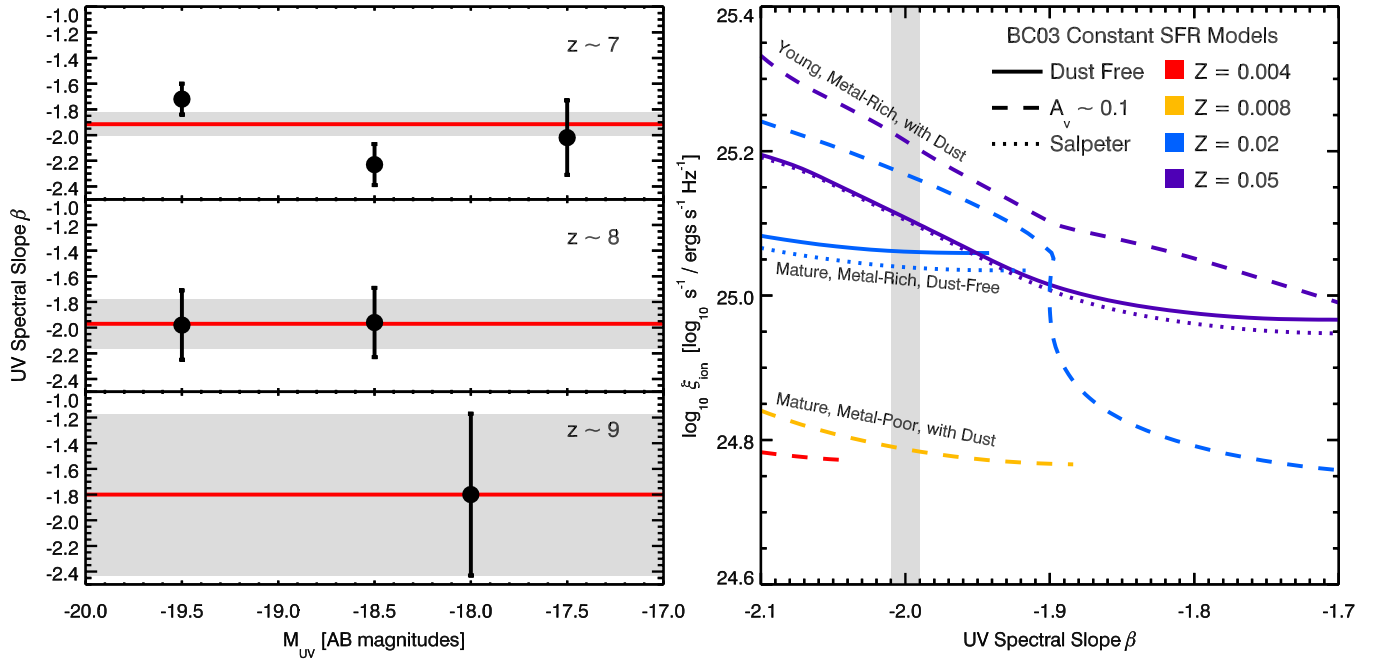 -1.0
-1.2
-1.4
-1.6
-1.8
-2.0
-2.2
-2.4
z ~ 7
-1.0
-1.2
-1.4
-1.6
-1.8
-2.0
-2.2
-2.4
z ~ 8
-1.0
-1.2
-1.4
-1.6
-1.8
-2.0
-2.2
-2.4
z ~ 9
UV Spectral Slope β
-20.0 -19.5 -19.0 -18.5 -18.0 -17.5 -17.0
M_UV [AB magnitudes]
25.4
25.2
25.0
24.8
24.6
log₁₀ ξ_ion [log₁₀ s⁻¹ / ergs s⁻¹ Hz⁻¹]
BC03 Constant SFR Models
Dust Free
A_v ~ 0.1
Salpeter
Z = 0.004
Z = 0.008
Z = 0.02
Z = 0.05
Young, Metal-Rich, with Dust
Mature, Metal-Rich, Dust-Free
Mature, Metal-Poor, with Dust
-2.1 -2.0 -1.9 -1.8 -1.7
UV Spectral Slope β